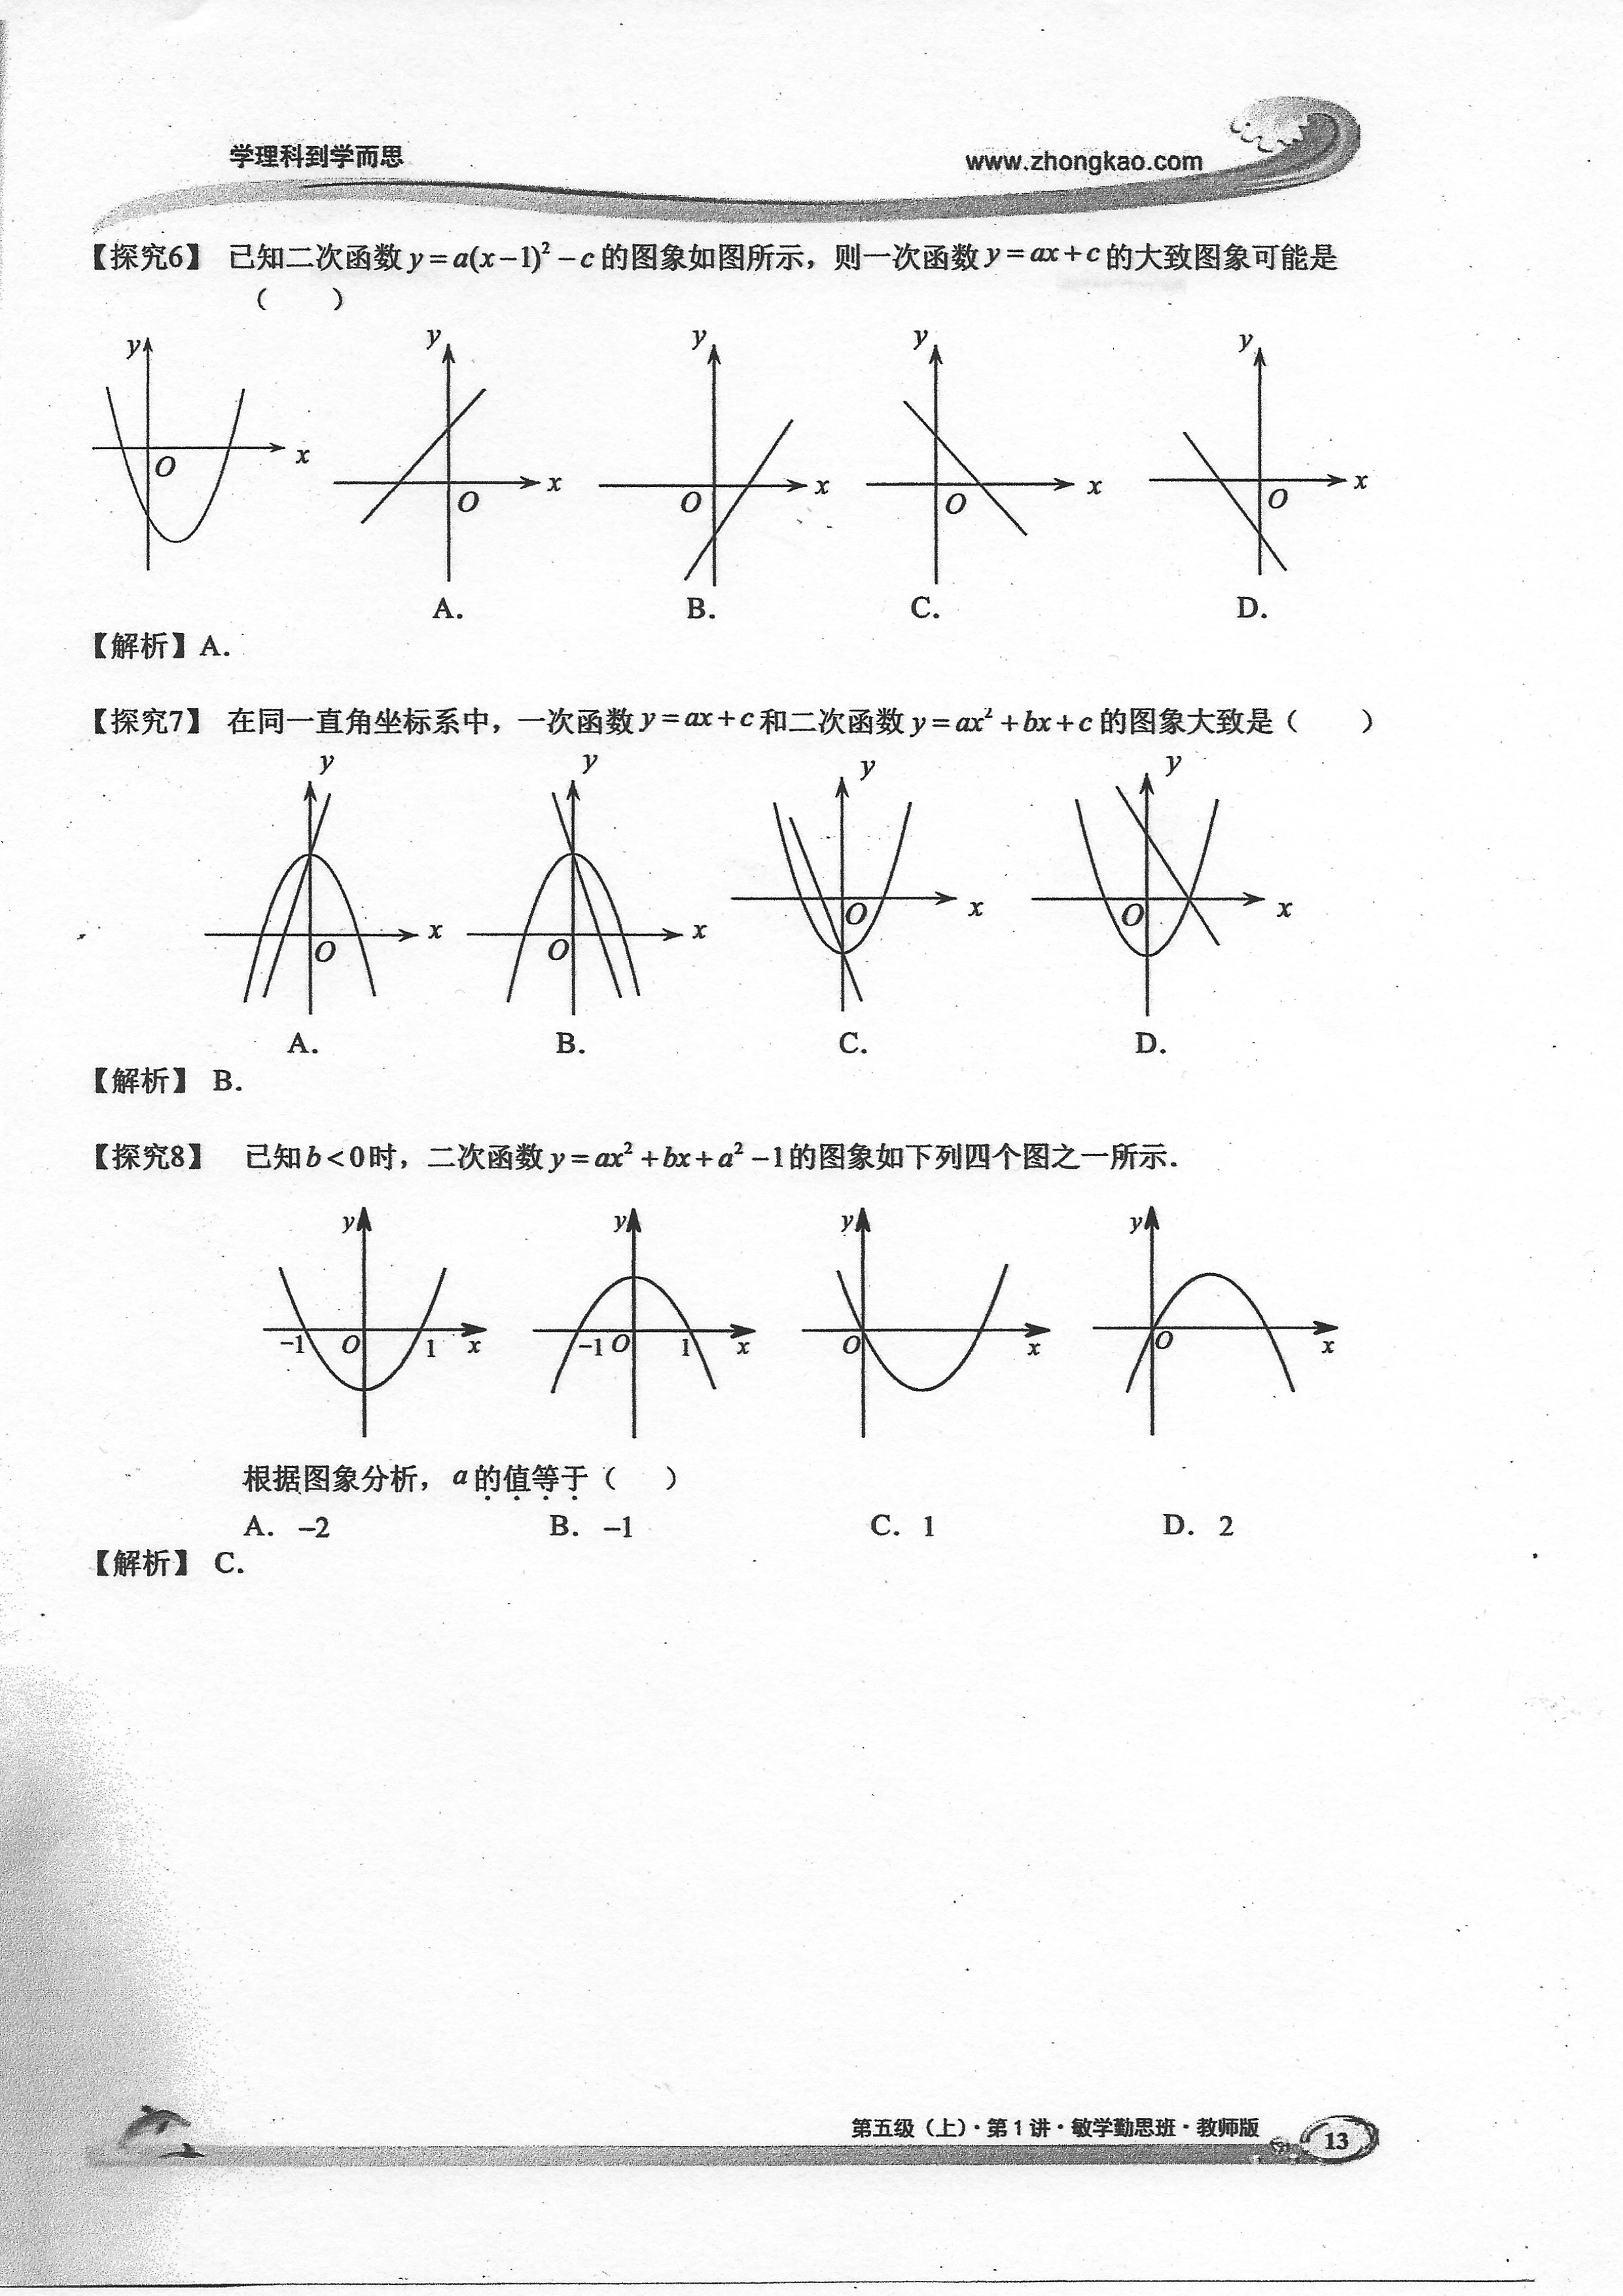 学理科到学而思
www.zhongkao.com
【探究6】 已知二次函数 y=a(x−1)²−c 的图象如图所示，则一次函数 y=ax+c 的大致图象可能是
（ ）
y y y y y
O x O x O x O x O x
A. B. C. D.
【解析】A.
【探究7】 在同一直角坐标系中，一次函数 y=ax+c 和二次函数 y=ax²+bx+c 的图象大致是（ ）
y y y y
O x O x O x O x
A. B. C. D.
【解析】 B.
【探究8】 已知 b<0时，二次函数 y=ax²+bx+a²−1的图象如下列四个图之一所示.
y y y y
−1 O 1 x −1 O 1 x O x O x
根据图象分析，a 的值等于（ ）
A. −2 B. −1 C. 1 D. 2
【解析】 C.
第五级（上）·第1讲·敏学勤思班·教师版
13